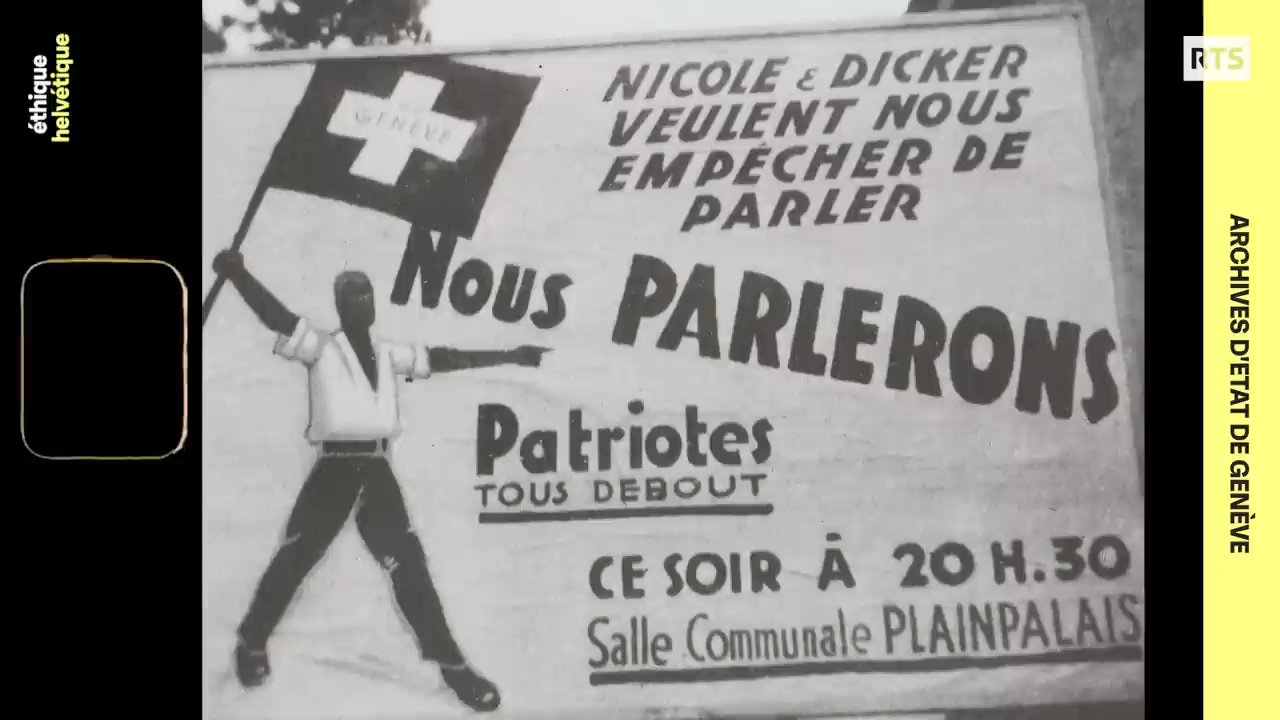 éthique
helvétique
RTS
ARCHIVES D'ETAT DE GENÈVE
GENÈVE
NICOLE & DICKER
VEULENT NOUS
EMPÉCHER DE
PARLER
NOUS PARLERONS
Patriotes
TOUS DEBOUT
CE SOIR À 20 H.30
Salle Communale PLAINPALAIS